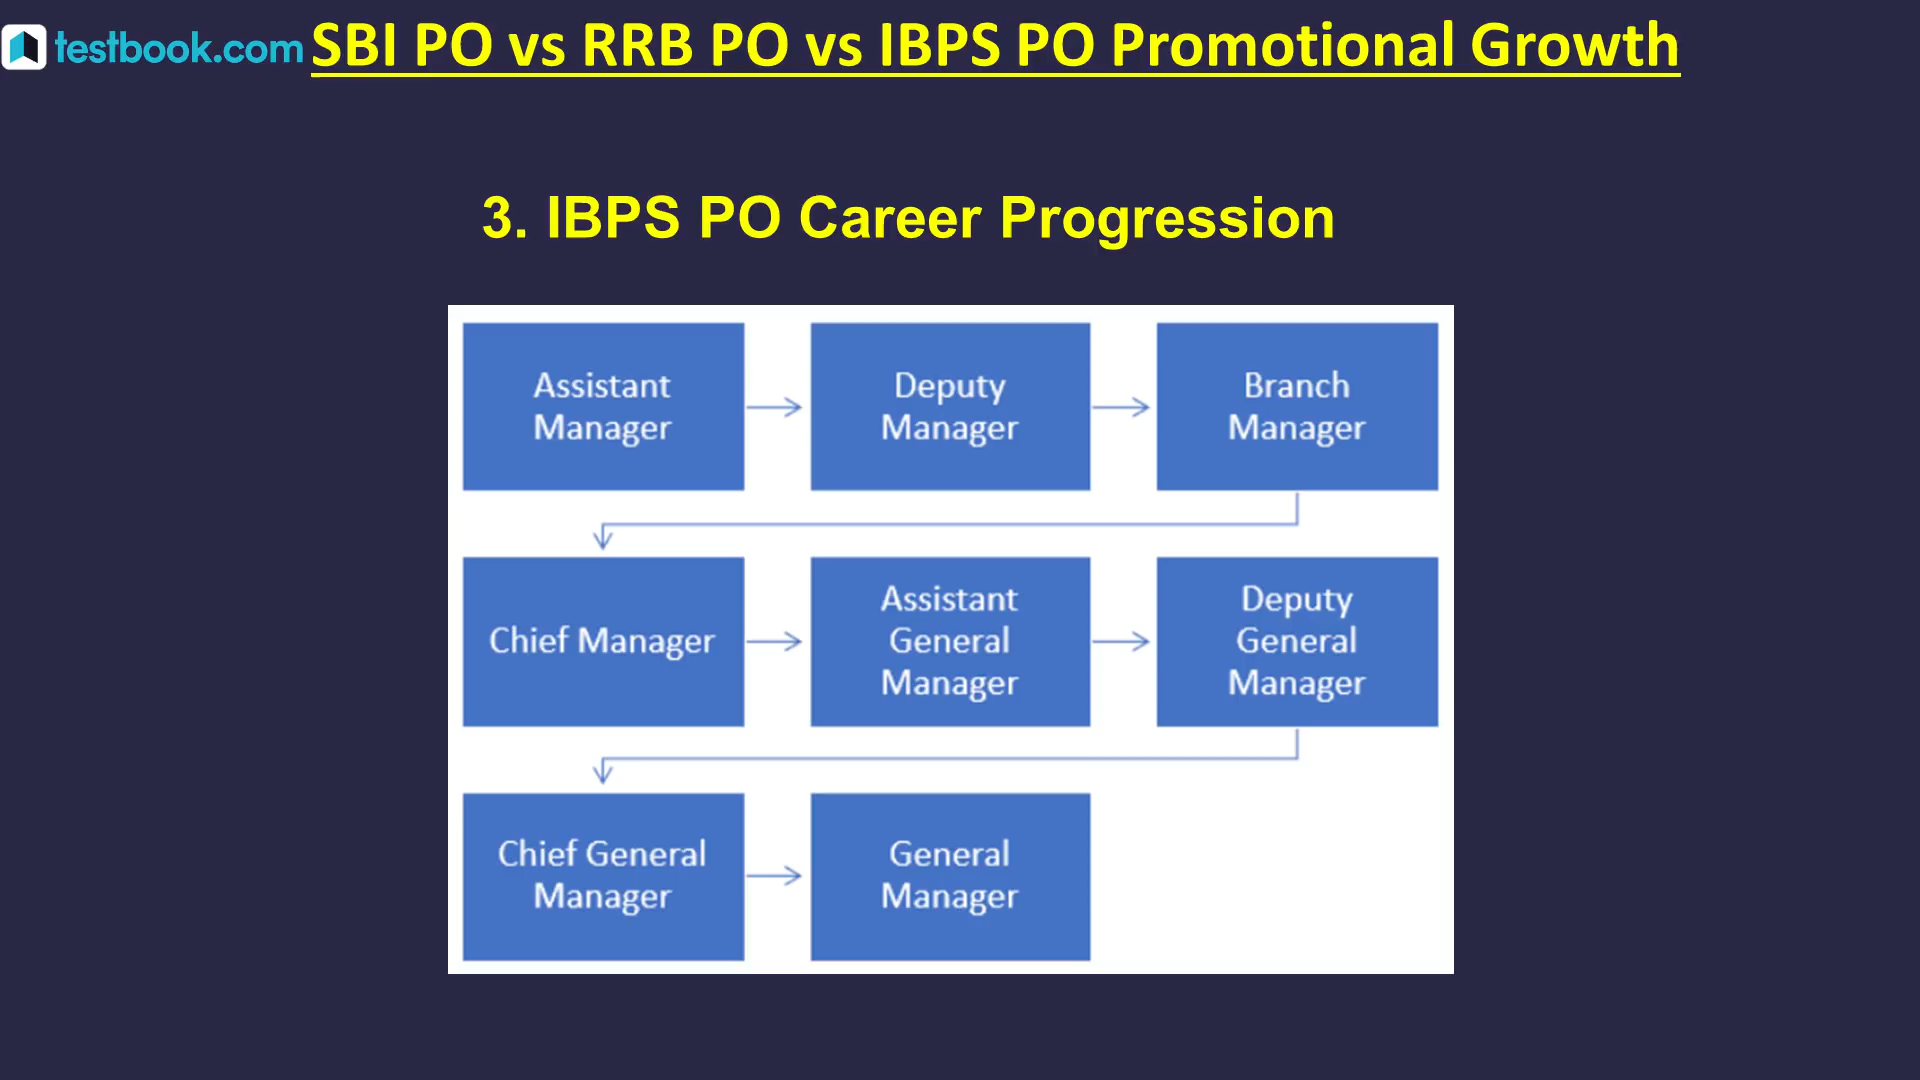 testbook.com SBI PO vs RRB PO vs IBPS PO Promotional Growth
3. IBPS PO Career Progression
Assistant
Manager
Deputy
Manager
Branch
Manager
Chief Manager
Assistant
General
Manager
Deputy
General
Manager
Chief General
Manager
General
Manager